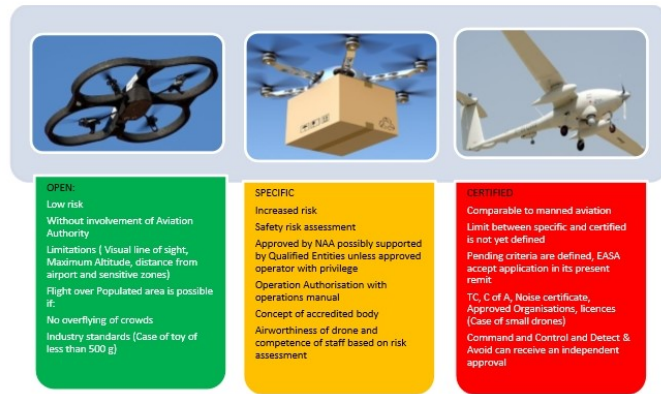 OPEN:
Low risk
Without involvement of Aviation
Authority
Limitations ( Visual line of sight,
Maximum Altitude, distance from
airport and sensitive zones)
Flight over Populated area is possible
if:
No overflying of crowds
Industry standards (Case of toy of
less than 500 g)
SPECIFIC
Increased risk
Safety risk assessment
Approved by NAA possibly supported
by Qualified Entities unless approved
operator with privilege
Operation Authorisation with
operations manual
Concept of accredited body
Airworthiness of drone and
competence of staff based on risk
assessment
CERTIFIED
Comparable to manned aviation
Limit between specific and certified
is not yet defined
Pending criteria are defined, EASA
accept application in its present
remit
TC, C of A, Noise certificate,
Approved Organisations, licences
(Case of small drones)
Command and Control and Detect &
Avoid can receive an independent
approval